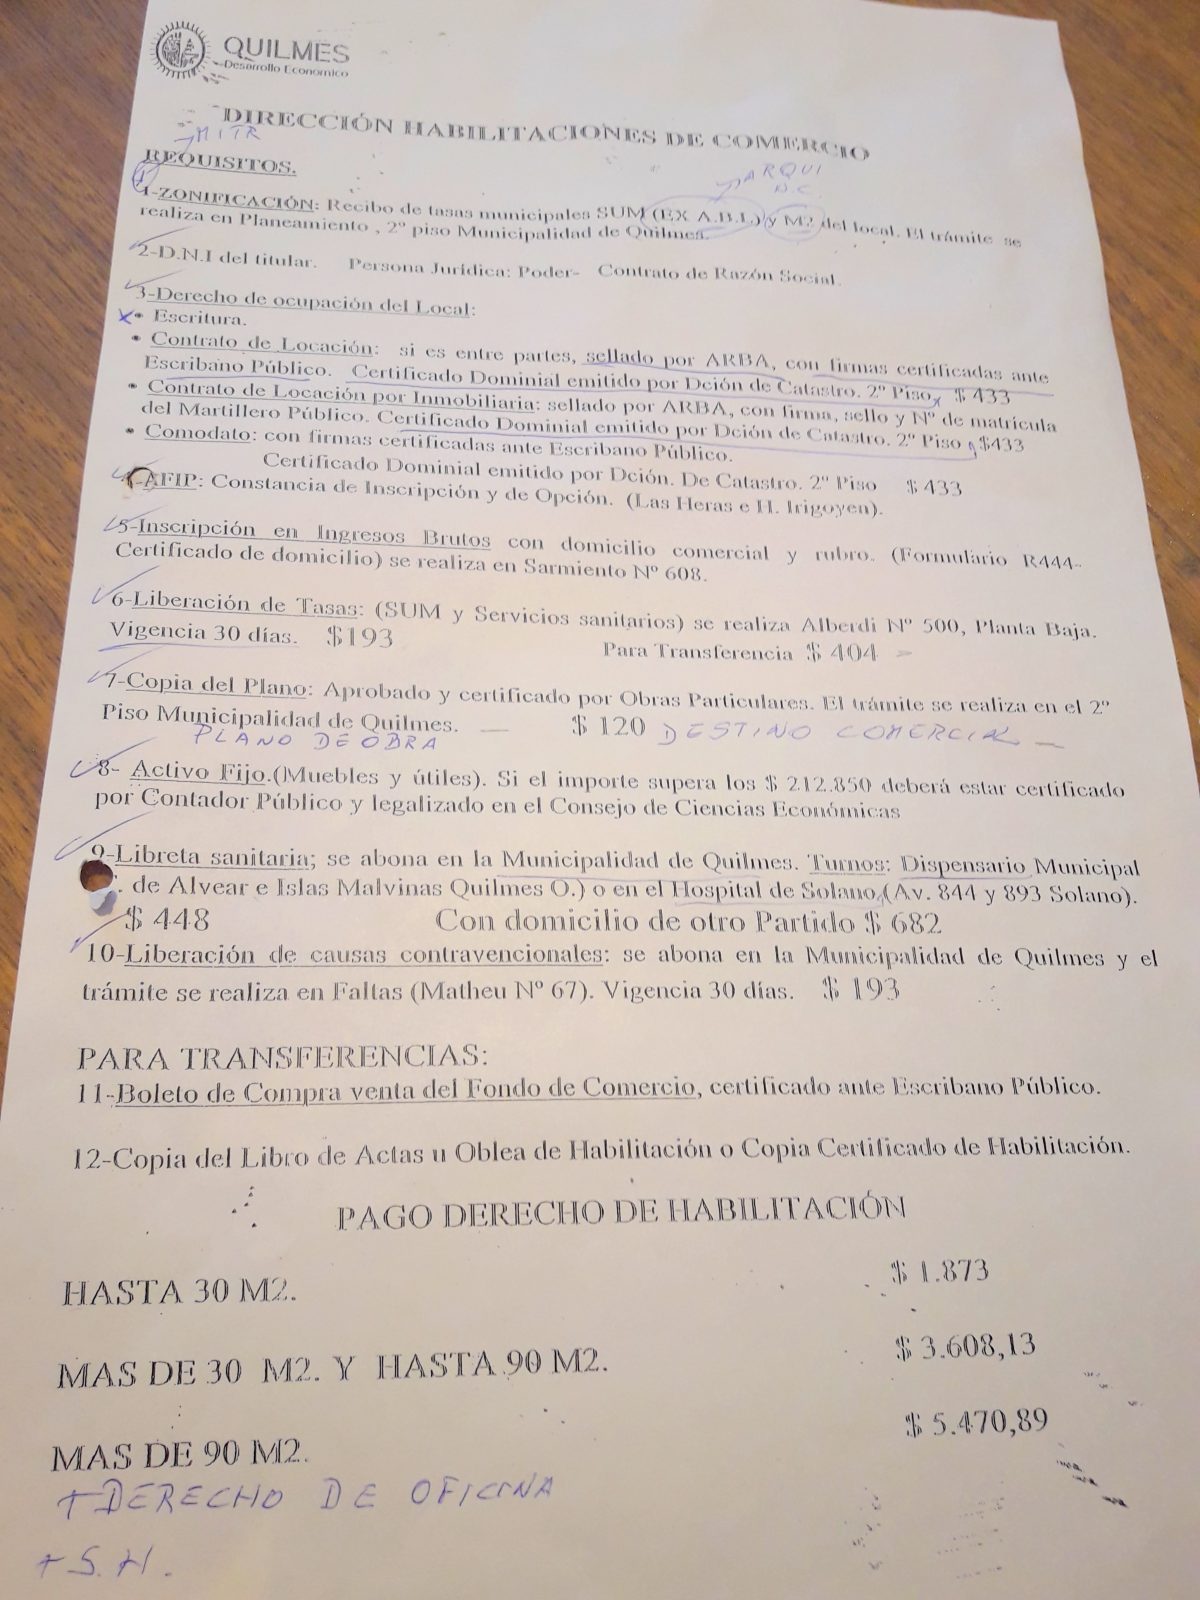 QUILMES
Desarrollo Economico
DIRECCIÓN HABILITACIONES DE COMERCIO
MITR
REQUISITOS.
ARQUI
N.C
1-ZONIFICACIÓN: Recibo de tasas municipales SUM (EX A.B.L) y M2 del local. El trámite se
realiza en Planeamiento , 2º piso Municipalidad de Quilmes.
2-D.N.I del titular. Persona Jurídica: Poder- Contrato de Razón Social.
3-Derecho de ocupación del Local:
x • Escritura.
• Contrato de Locación: si es entre partes, sellado por ARBA, con firmas certificadas ante
Escribano Público. Certificado Dominial emitido por Dción de Catastro. 2º Piso, $ 433
• Contrato de Locación por Inmobiliaria: sellado por ARBA, con firma, sello y Nº de matrícula
del Martillero Público. Certificado Dominial emitido por Dción de Catastro. 2º Piso $433
• Comodato: con firmas certificadas ante Escribano Público.
Certificado Dominial emitido por Dción. De Catastro. 2º Piso $ 433
-AFIP: Constancia de Inscripción y de Opción. (Las Heras e H. Irigoyen).
5-Inscripción en Ingresos Brutos con domicilio comercial y rubro. (Formulario R444-
Certificado de domicilio) se realiza en Sarmiento Nº 608.
6-Liberación de Tasas: (SUM y Servicios sanitarios) se realiza Alberdi Nº 500, Planta Baja.
Vigencia 30 días. $193
Para Transferencia $ 404
7-Copia del Plano: Aprobado y certificado por Obras Particulares. El trámite se realiza en el 2º
Piso Municipalidad de Quilmes. $ 120 DESTINO COMERCIAL
PLANO DE OBRA
8- Activo Fijo.(Muebles y útiles). Si el importe supera los $ 212.850 deberá estar certificado
por Contador Público y legalizado en el Consejo de Ciencias Económicas
9-Libreta sanitaria; se abona en la Municipalidad de Quilmes. Turnos: Dispensario Municipal
. de Alvear e Islas Malvinas Quilmes O.) o en el Hospital de Solano,(Av. 844 y 893 Solano).
$ 448 Con domicilio de otro Partido $ 682
10-Liberación de causas contravencionales: se abona en la Municipalidad de Quilmes y el
trámite se realiza en Faltas (Matheu Nº 67). Vigencia 30 días. $ 193
PARA TRANSFERENCIAS:
11-Boleto de Compra venta del Fondo de Comercio, certificado ante Escribano Público.
12-Copia del Libro de Actas u Oblea de Habilitación o Copia Certificado de Habilitación.
PAGO DERECHO DE HABILITACIÓN
HASTA 30 M2. $ 1.873
MAS DE 30 M2. Y HASTA 90 M2. $ 3.608,13
MAS DE 90 M2. $ 5.470,89
+ DERECHO DE OFICINA
+ S.H.